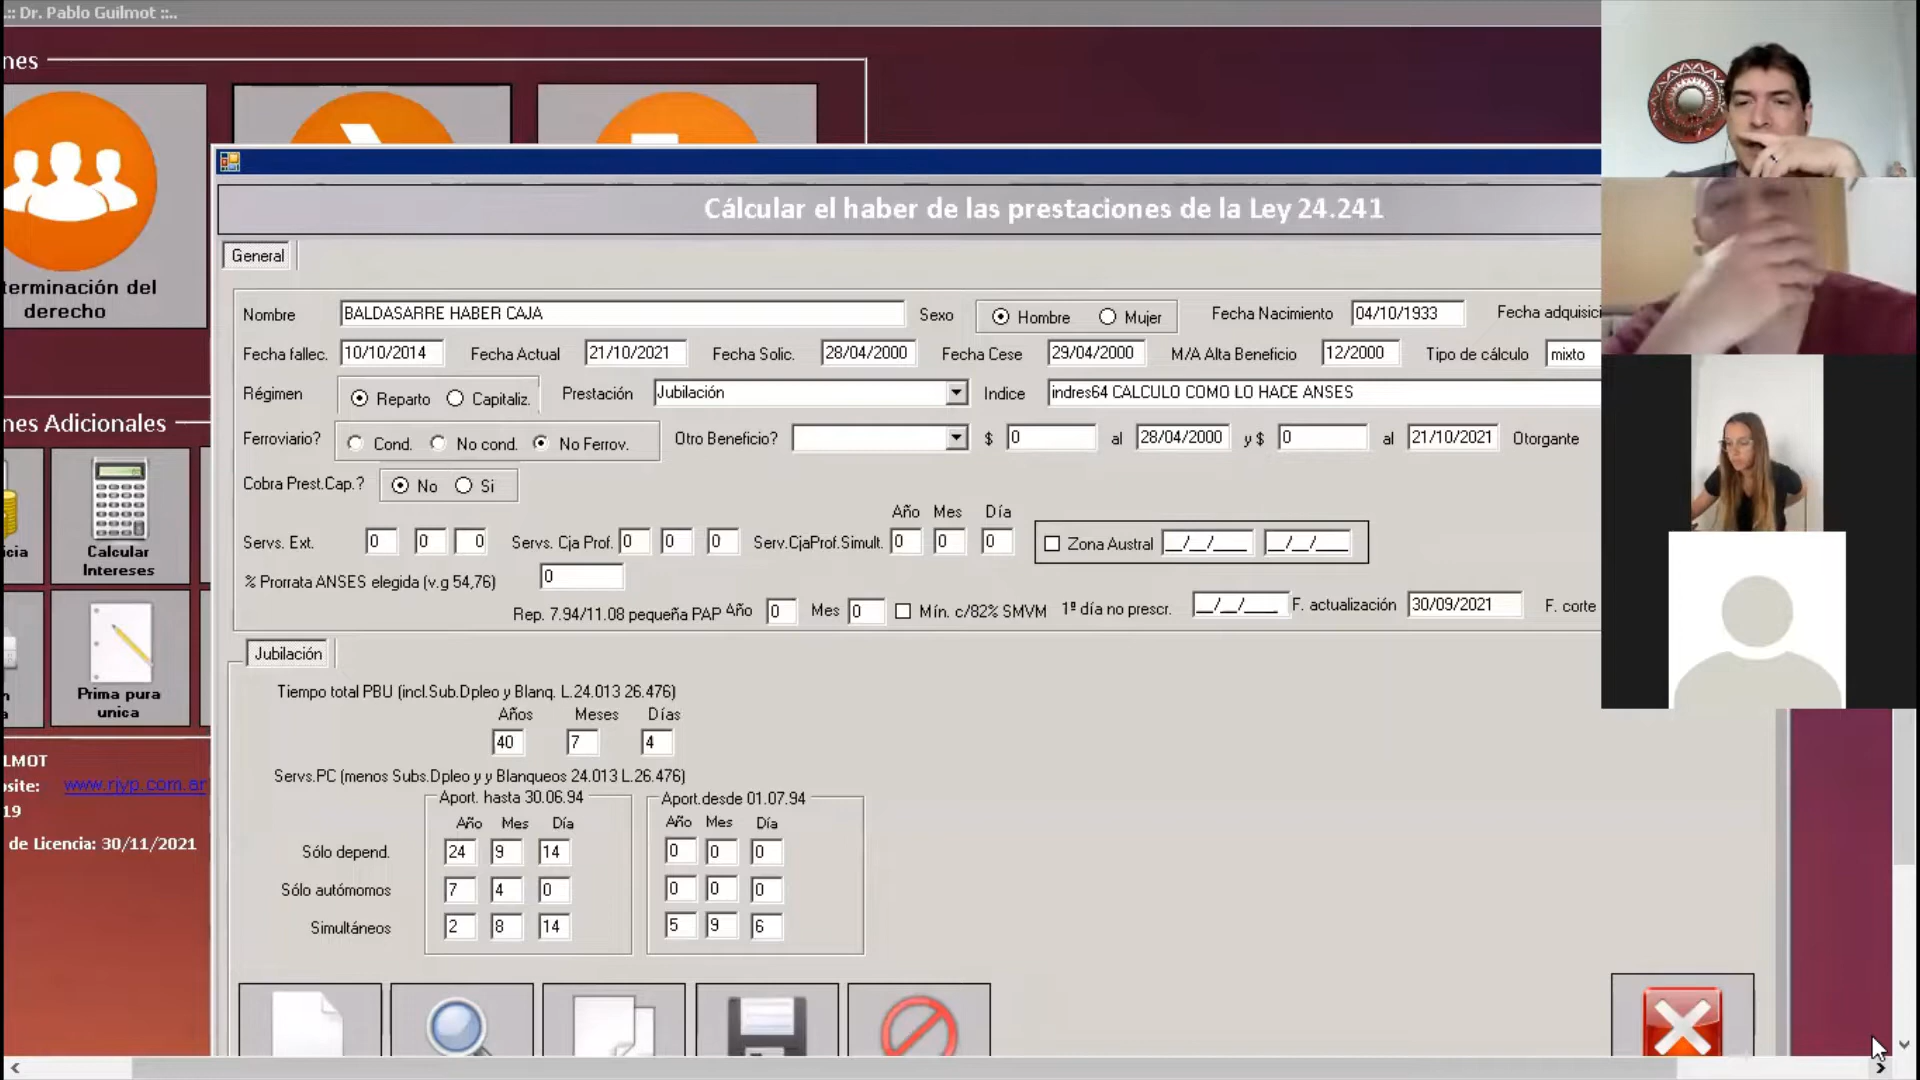 .:: Dr. Pablo Guilmot ::..
nes
terminación del
derecho
Cálcular el haber de las prestaciones de la Ley 24.241
General
Nombre BALDASARRE HABER CAJA Sexo Hombre Mujer Fecha Nacimiento 04/10/1933 Fecha adquisici
Fecha fallec. 10/10/2014 Fecha Actual 21/10/2021 Fecha Solic. 28/04/2000 Fecha Cese 29/04/2000 M/A Alta Beneficio 12/2000 Tipo de cálculo mixto
Régimen Reparto Capitaliz. Prestación Jubilación Indice indres64 CALCULO COMO LO HACE ANSES
Ferroviario? Cond. No cond. No Ferrov. Otro Beneficio? $ 0 al 28/04/2000 y $ 0 al 21/10/2021 Otorgante
Cobra Prest.Cap.? No Si
Año Mes Día
Servs. Ext. 0 0 0 Servs. Cja Prof. 0 0 0 Serv.CjaProf.Simult. 0 0 0 Zona Austral __/__/____ __/__/____
% Prorrata ANSES elegida (v.g 54,76) 0
Rep. 7.94/11.08 pequeña PAP Año 0 Mes 0 Mín. c/82% SMVM 1ª día no prescr. __/__/____ F. actualización 30/09/2021 F. corte
Jubilación
Tiempo total PBU (incl.Sub.Dpleo y Blanq. L.24.013 26.476)
Años Meses Días
40 7 4
Servs.PC (menos Subs.Dpleo y y Blanqueos 24.013 L.26.476)
Aport. hasta 30.06.94 Aport.desde 01.07.94
Año Mes Día Año Mes Día
Sólo depend. 24 9 14 0 0 0
Sólo autómomos 7 4 0 0 0 0
Simultáneos 2 8 14 5 9 6
nes Adicionales
icia
Calcular
Intereses
Prima pura
unica
LMOT
site: www.rjyp.com.ar
19
de Licencia: 30/11/2021